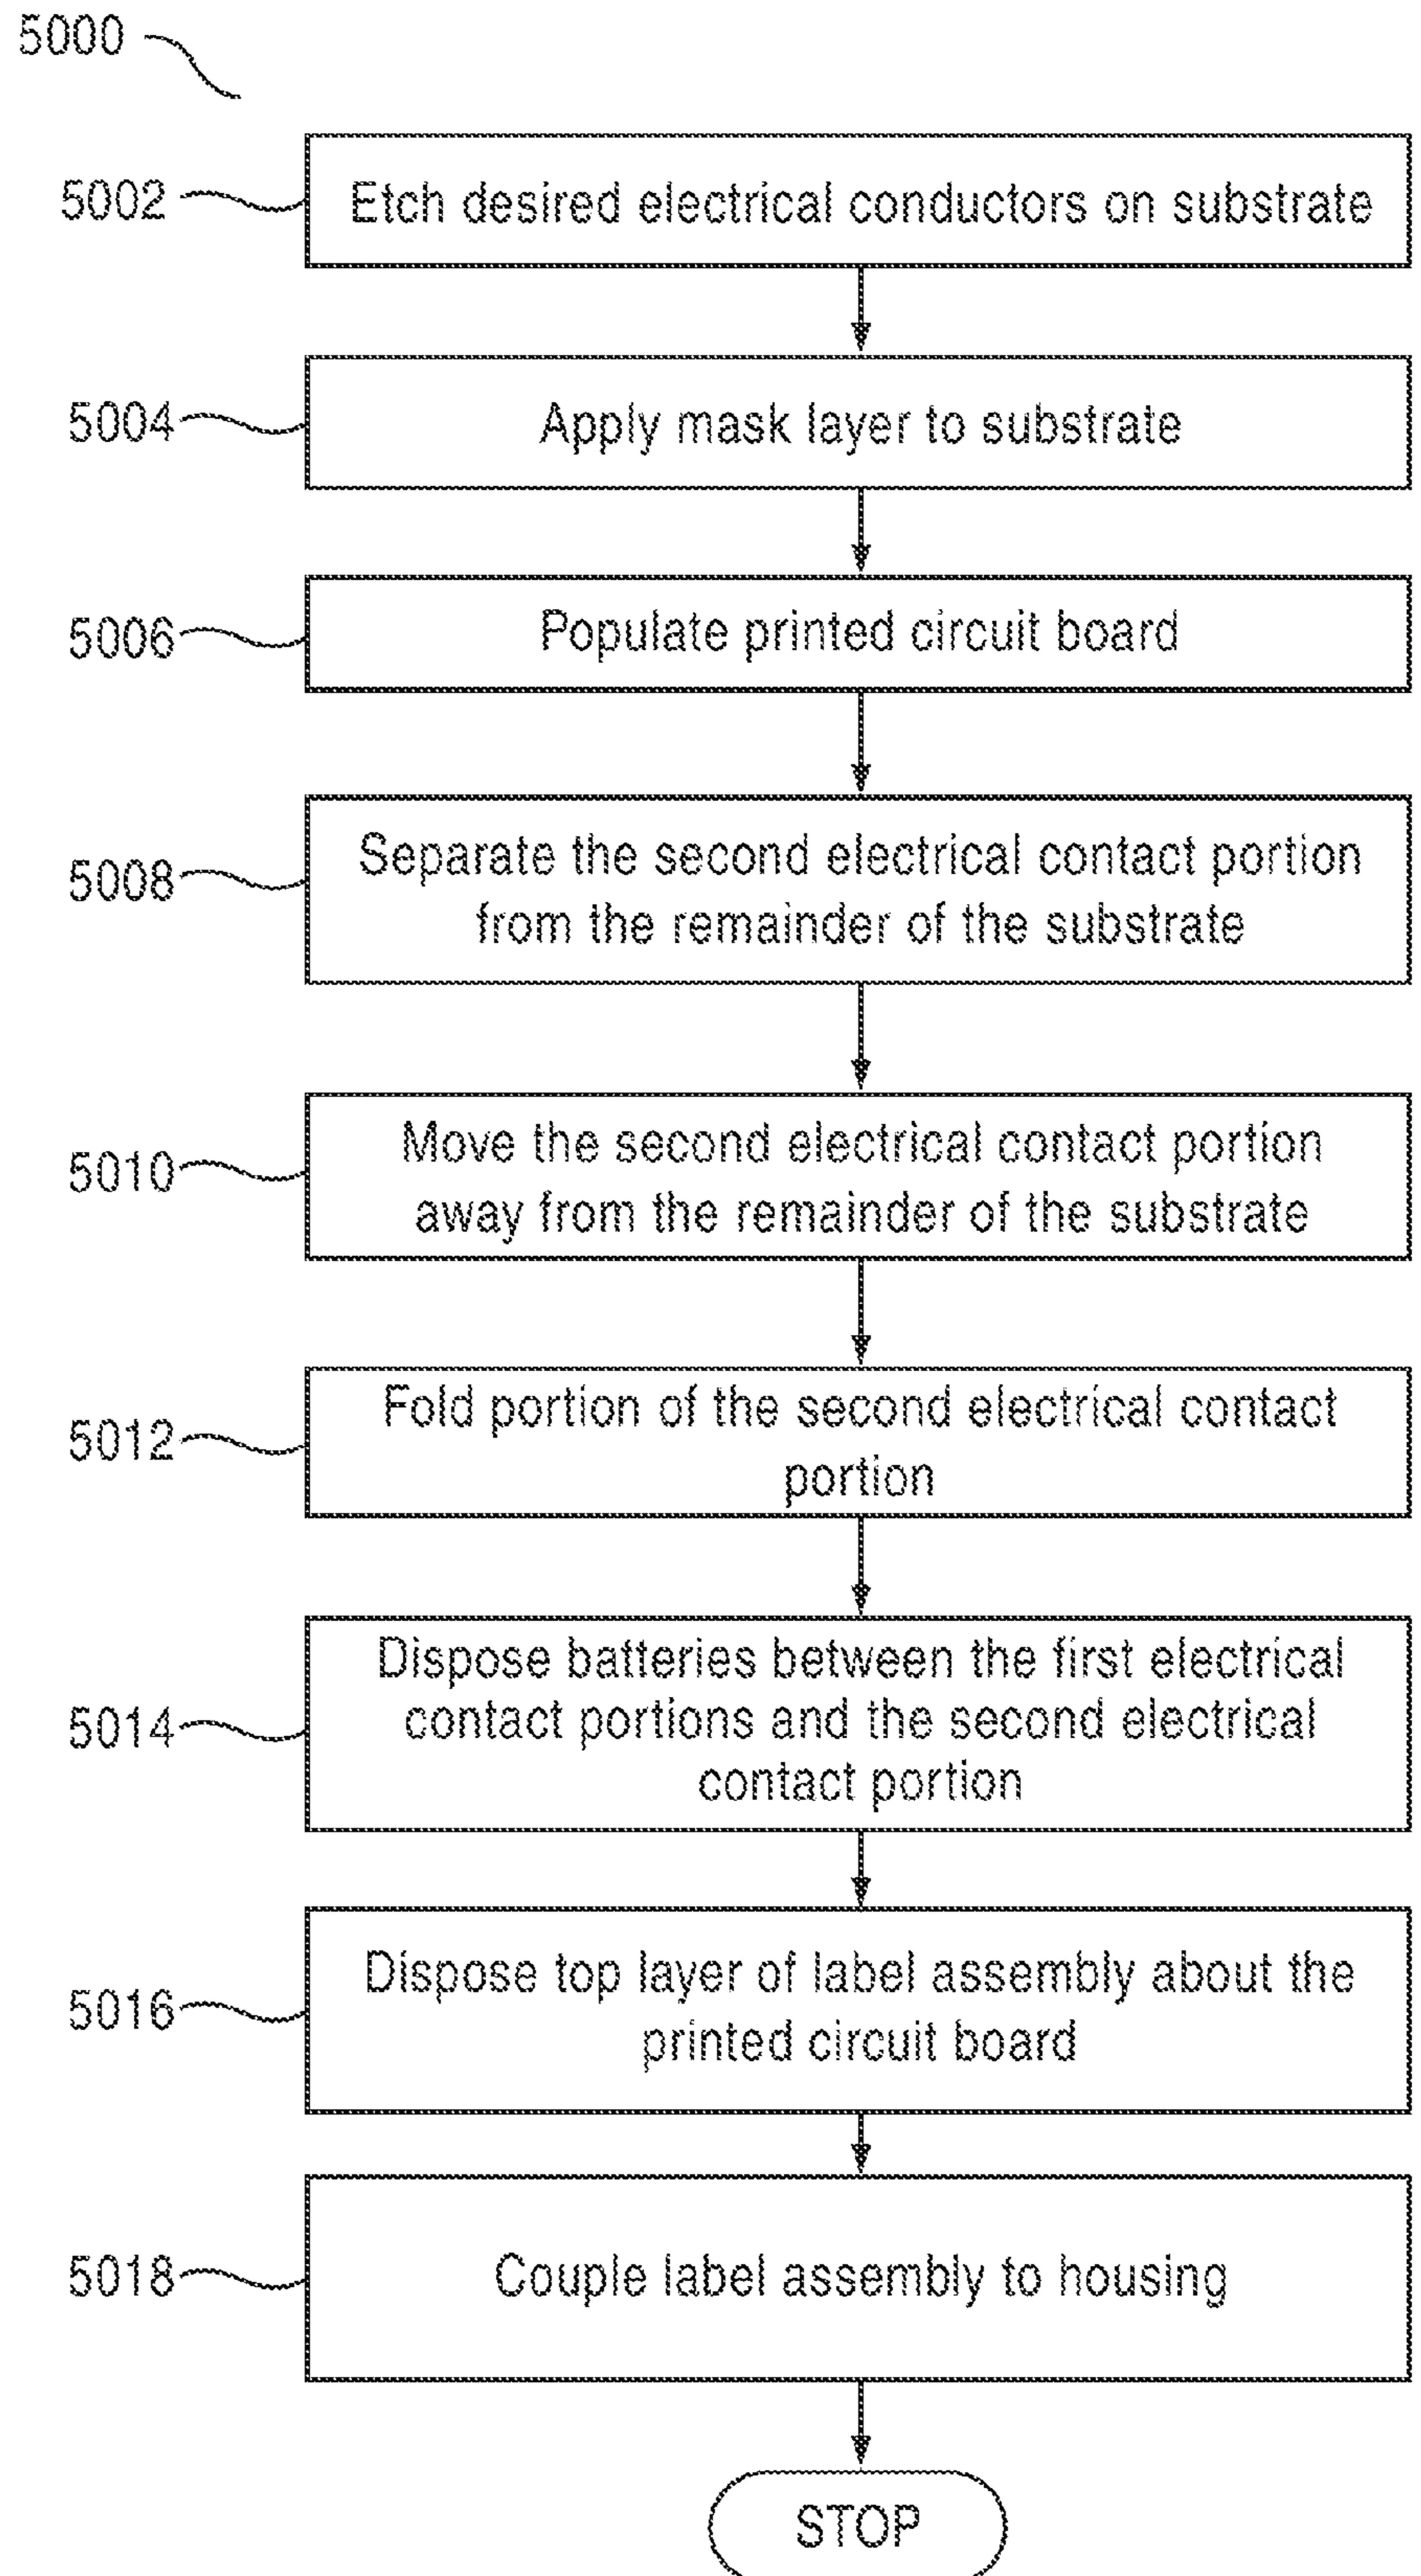 5000
5002
Etch desired electrical conductors on substrate
5004
Apply mask layer to substrate
5006
Populate printed circuit board
5008
Separate the second electrical contact portion
from the remainder of the substrate
5010
Move the second electrical contact portion
away from the remainder of the substrate
5012
Fold portion of the second electrical contact
portion
5014
Dispose batteries between the first electrical
contact portions and the second electrical
contact portion
5016
Dispose top layer of label assembly about the
printed circuit board
5018
Couple label assembly to housing
STOP